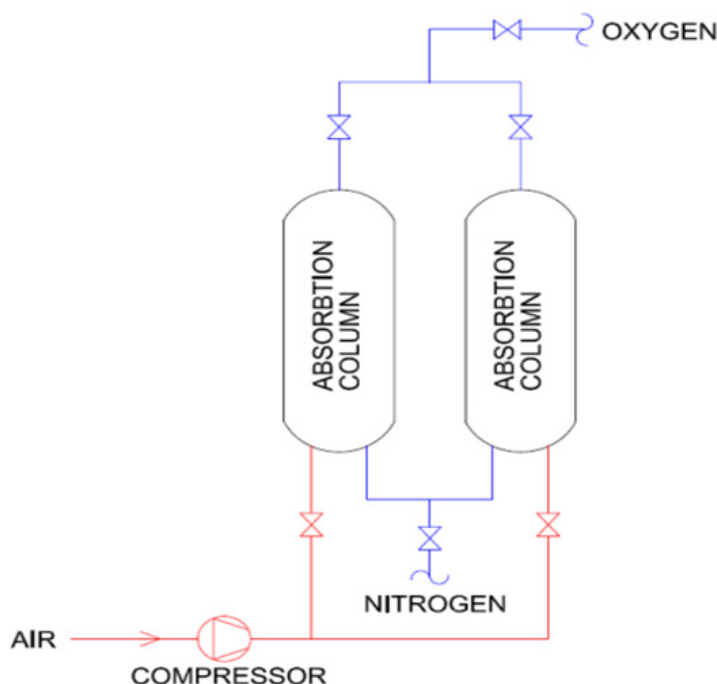 OXYGEN
ABSORBTION
COLUMN
ABSORBTION
COLUMN
NITROGEN
AIR
COMPRESSOR